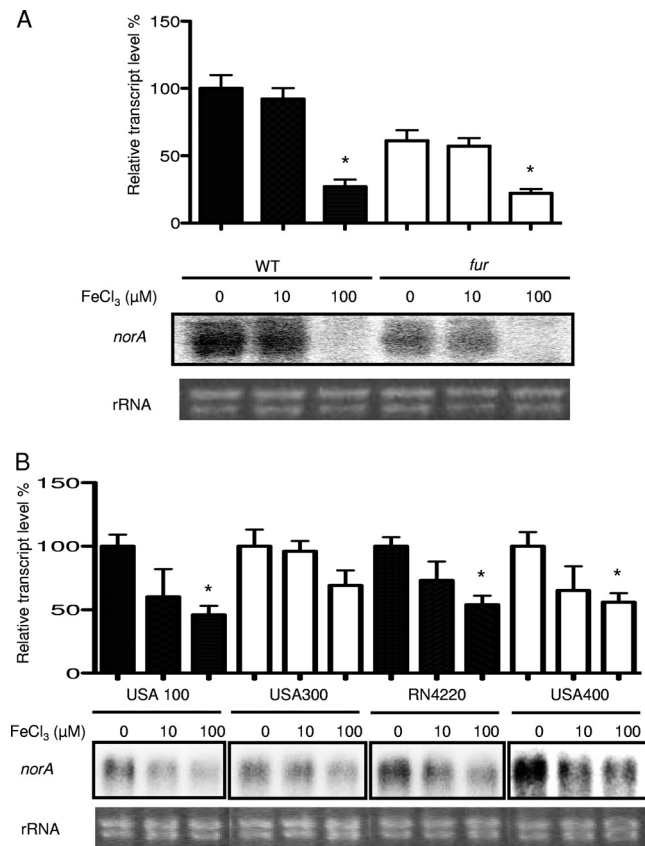 A
Relative transcript level %
150
100
50
0
*
*
WT fur
FeCl₃ (µM) 0 10 100 0 10 100
norA
rRNA
B
Relative transcript level %
150
100
50
0
*
*
*
USA 100 USA300 RN4220 USA400
FeCl₃ (µM) 0 10 100 0 10 100 0 10 100 0 10 100
norA
rRNA